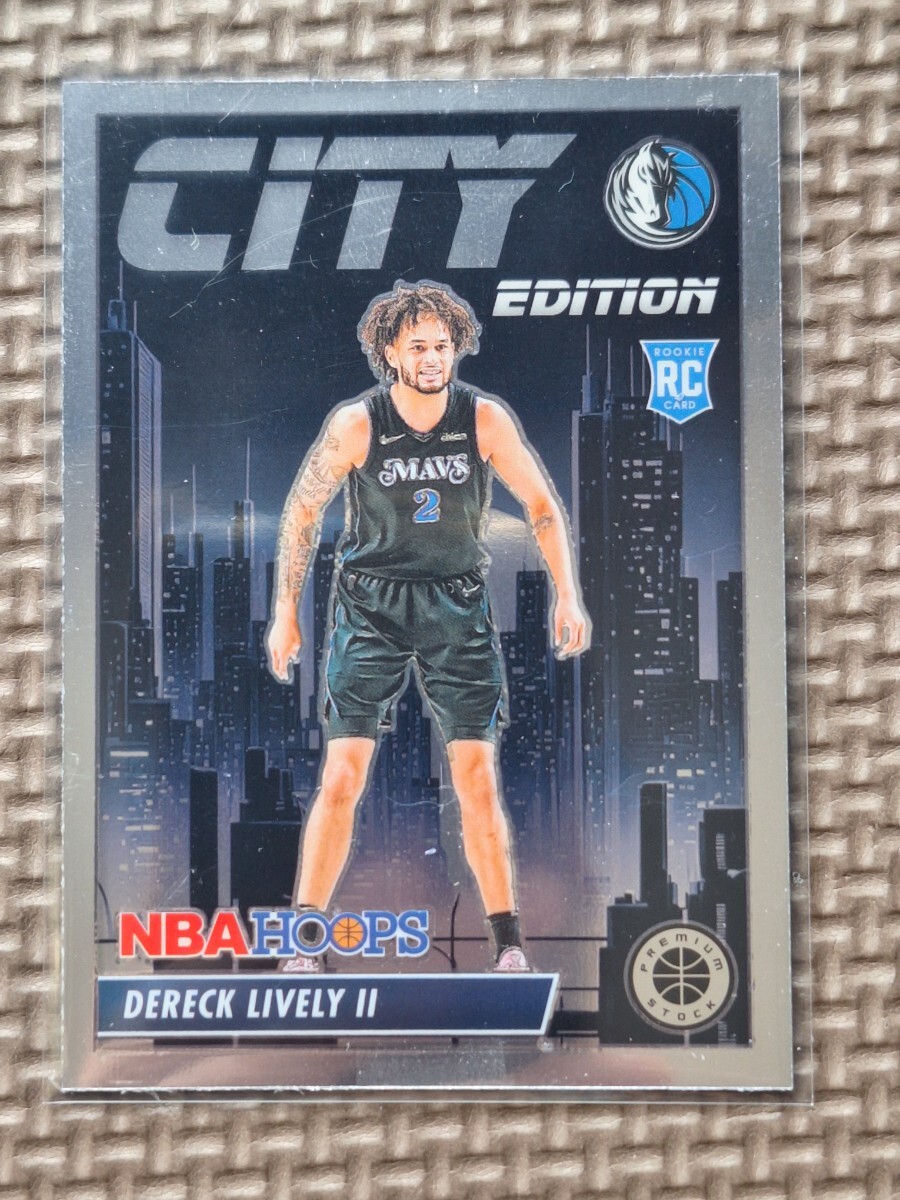 CITY
EDITION
ROOKIE
RC
CARD
MAVS
2
NBA HOOPS
DERECK LIVELY II
PREMIUM
STOCK